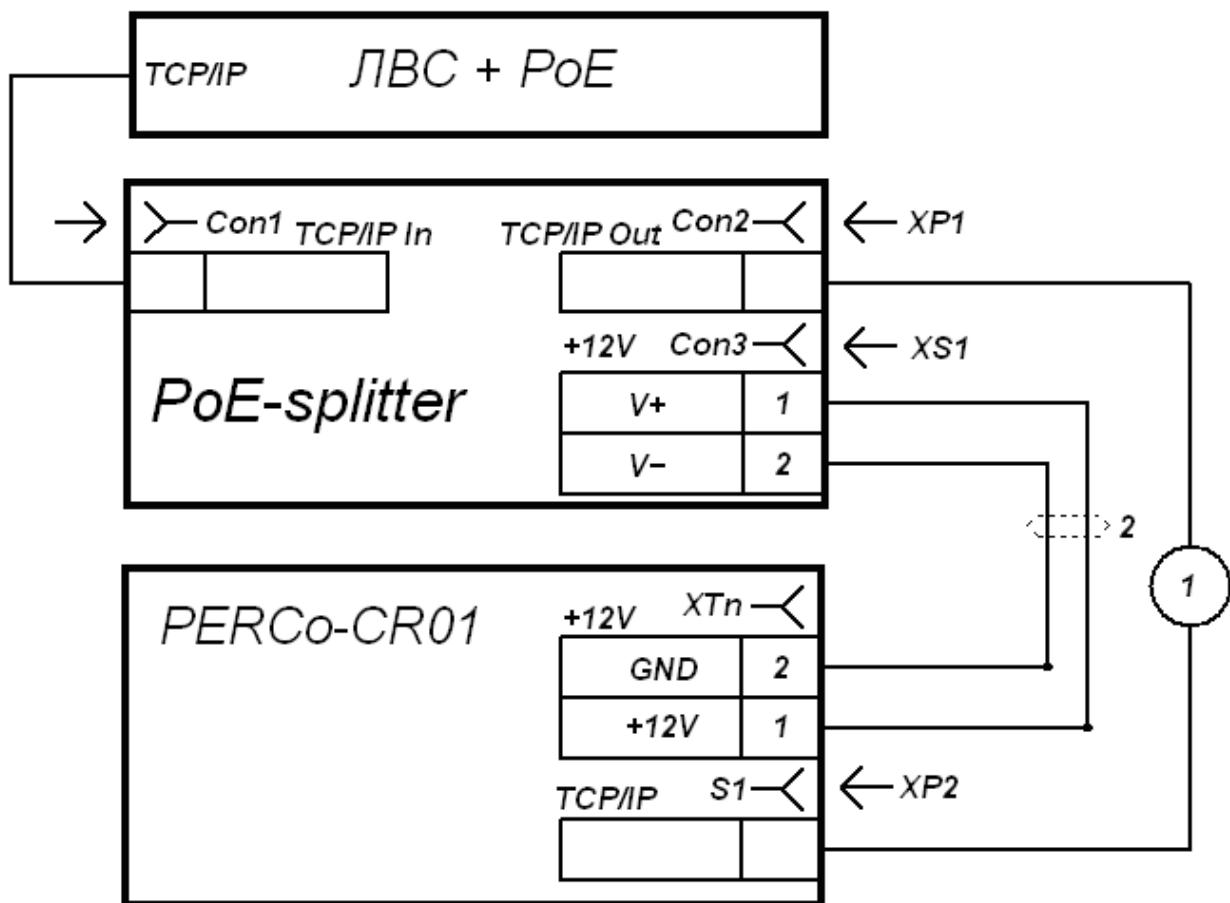 TCP/IP ЛВС + PoE
Con1 TCP/IP In TCP/IP Out Con2 XP1
+12V Con3 XS1
PoE-splitter
V+ 1
V− 2
2
1
PERCo-CR01
+12V XTn
GND 2
+12V 1
TCP/IP S1 XP2